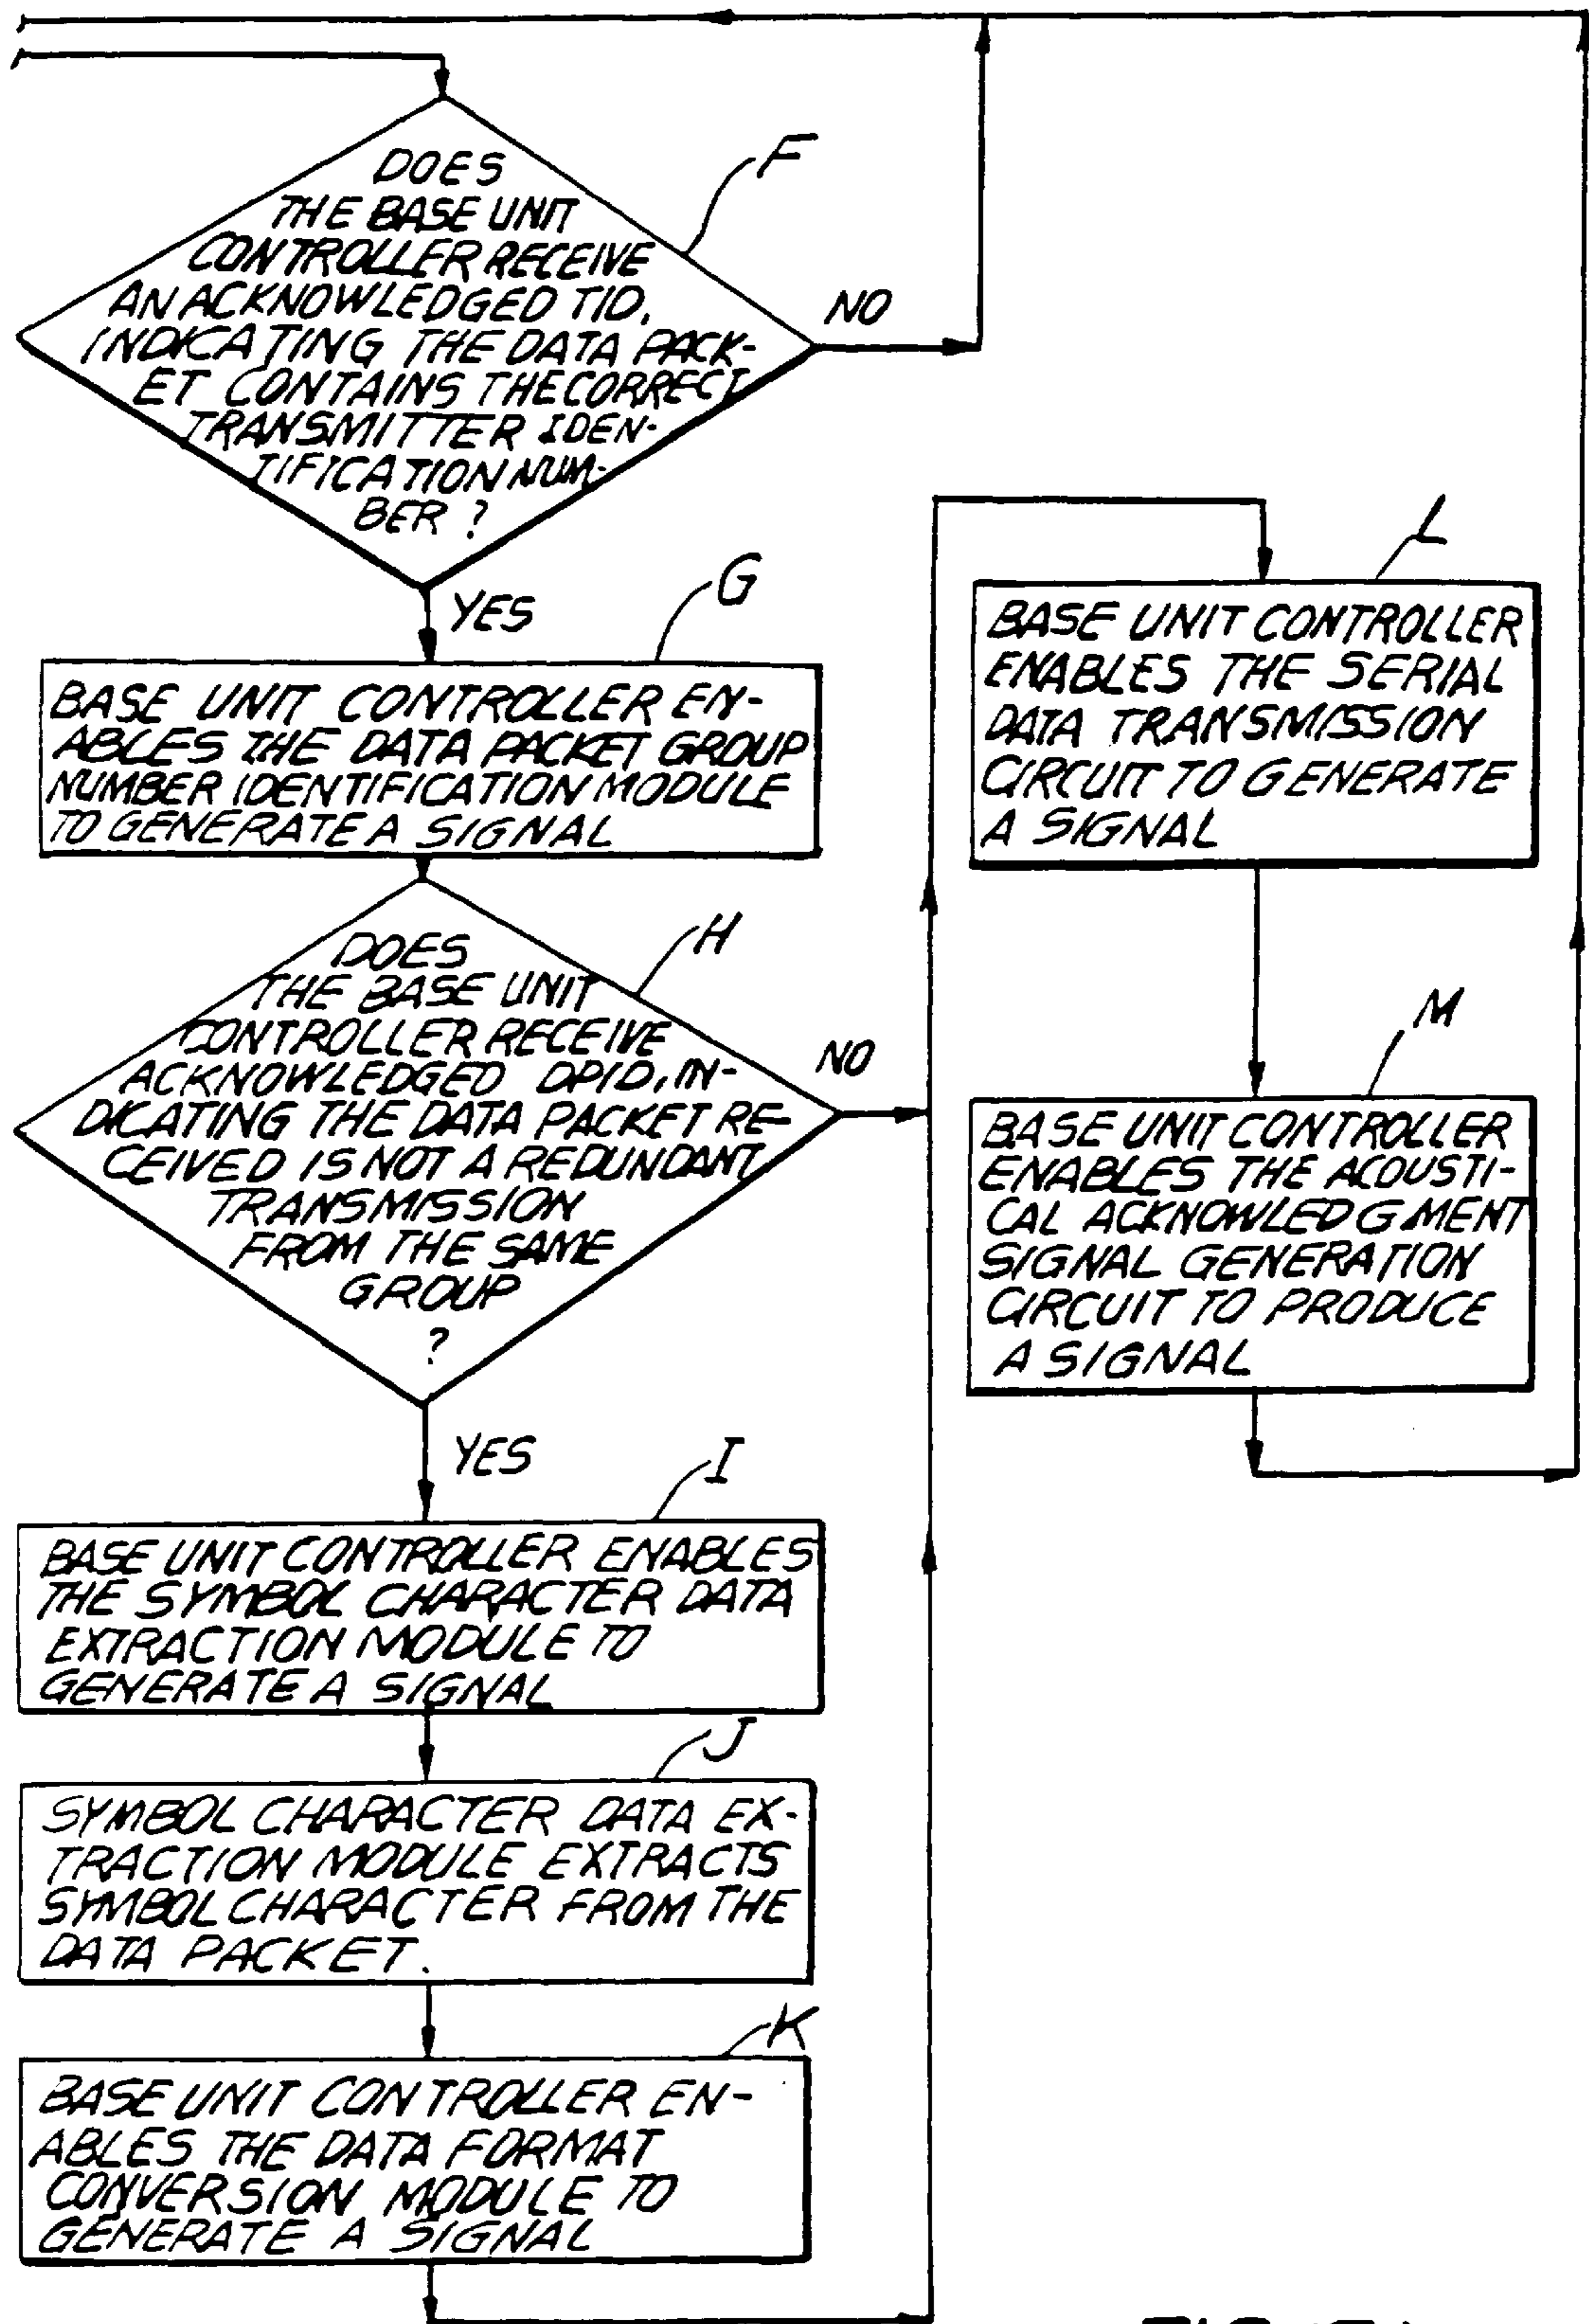 F
DOES
THE BASE UNIT
CONTROLLER RECEIVE
AN ACKNOWLEDGED TID,
INDICATING THE DATA PACK-
ET CONTAINS THE CORRECT
TRANSMITTER IDEN-
TIFICATION NUM-
BER ?
NO
YES
G
BASE UNIT CONTROLLER EN-
ABLES THE DATA PACKET GROUP
NUMBER IDENTIFICATION MODULE
TO GENERATE A SIGNAL
H
DOES
THE BASE UNIT
CONTROLLER RECEIVE
ACKNOWLEDGED DPID, IN-
DICATING THE DATA PACKET RE-
CEIVED IS NOT A REDUNDANT
TRANSMISSION
FROM THE SAME
GROUP
?
NO
YES
I
BASE UNIT CONTROLLER ENABLES
THE SYMBOL CHARACTER DATA
EXTRACTION MODULE TO
GENERATE A SIGNAL
J
SYMBOL CHARACTER DATA EX-
TRACTION MODULE EXTRACTS
SYMBOL CHARACTER FROM THE
DATA PACKET.
K
BASE UNIT CONTROLLER EN-
ABLES THE DATA FORMAT
CONVERSION MODULE TO
GENERATE A SIGNAL
L
BASE UNIT CONTROLLER
ENABLES THE SERIAL
DATA TRANSMISSION
CIRCUIT TO GENERATE
A SIGNAL
M
BASE UNIT CONTROLLER
ENABLES THE ACOUSTI-
CAL ACKNOWLEDGMENT
SIGNAL GENERATION
CIRCUIT TO PRODUCE
A SIGNAL